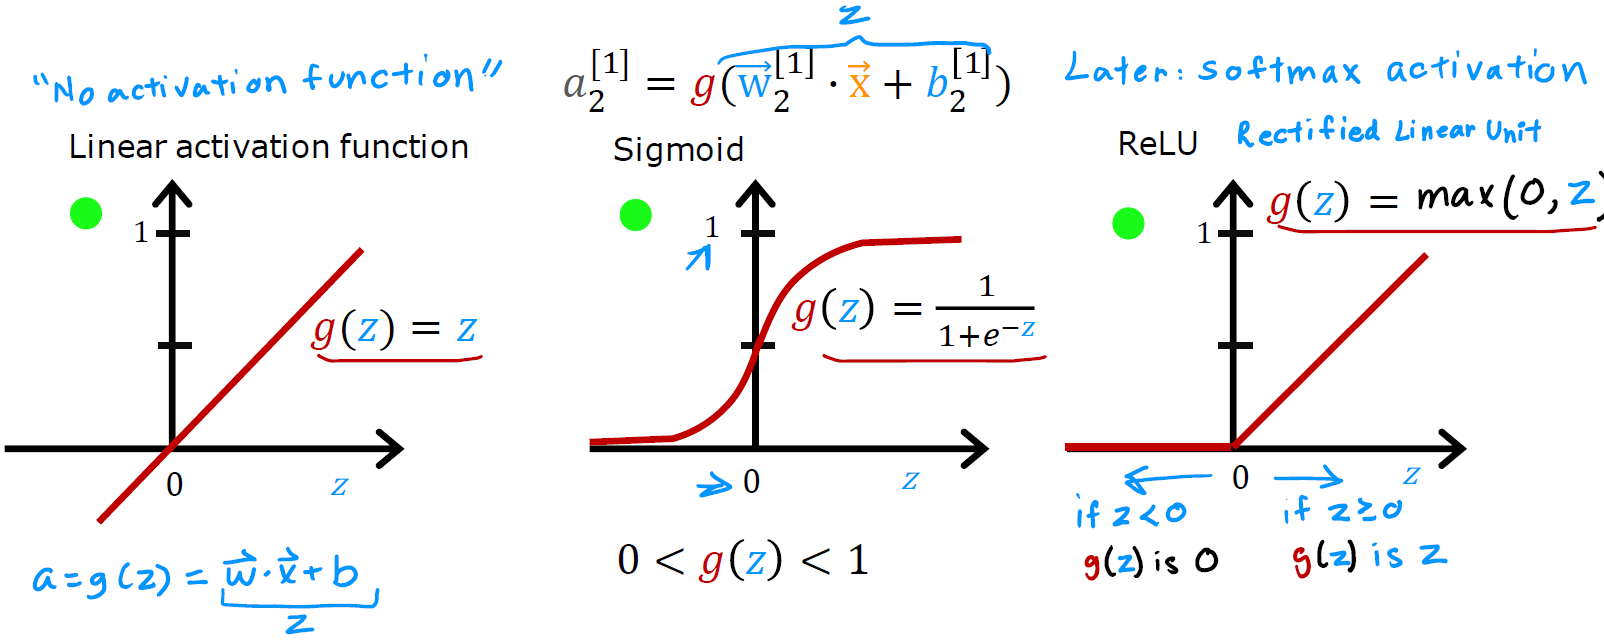 z
"No activation function"
a₂^[1] = g(w⃗₂^[1] · x⃗ + b₂^[1])
Later: softmax activation
Linear activation function
Sigmoid
ReLU
Rectified Linear Unit
1
g(z) = z
0
z
a = g(z) = w⃗·x⃗ + b
z
1
g(z) = 1/(1+e^-z)
0
z
0 < g(z) < 1
g(z) = max(0, z)
1
0
z
if z<0
g(z) is 0
if z≥0
g(z) is z